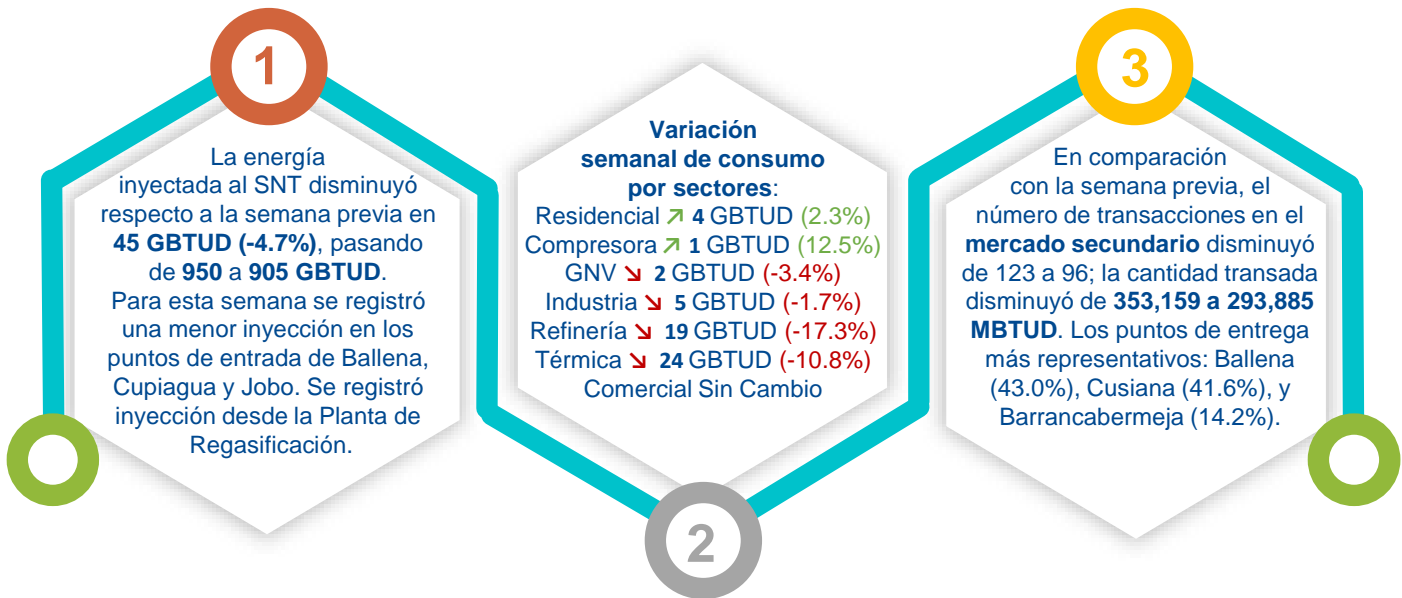 1
La energía
inyectada al SNT disminuyó
respecto a la semana previa en
45 GBTUD (-4.7%), pasando
de 950 a 905 GBTUD.
Para esta semana se registró
una menor inyección en los
puntos de entrada de Ballena,
Cupiagua y Jobo. Se registró
inyección desde la Planta de
Regasificación.
Variación
semanal de consumo
por sectores:
Residencial ↗ 4 GBTUD (2.3%)
Compresora ↗ 1 GBTUD (12.5%)
GNV ↘ 2 GBTUD (-3.4%)
Industria ↘ 5 GBTUD (-1.7%)
Refinería ↘ 19 GBTUD (-17.3%)
Térmica ↘ 24 GBTUD (-10.8%)
Comercial Sin Cambio
2
3
En comparación
con la semana previa, el
número de transacciones en el
mercado secundario disminuyó
de 123 a 96; la cantidad transada
disminuyó de 353,159 a 293,885
MBTUD. Los puntos de entrega
más representativos: Ballena
(43.0%), Cusiana (41.6%), y
Barrancabermeja (14.2%).